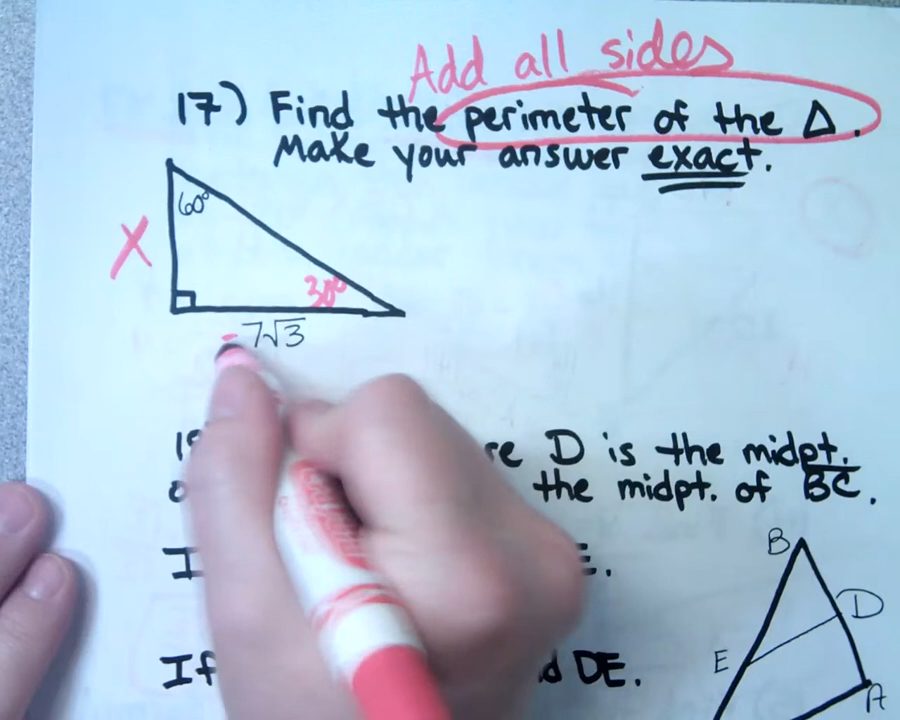 Add all sides
17) Find the perimeter of the Δ.
Make your answer exact.
60°
X
30°
= 7√3
D is the midpt.
the midpt. of BC.
B
D
E
A
If
DE.